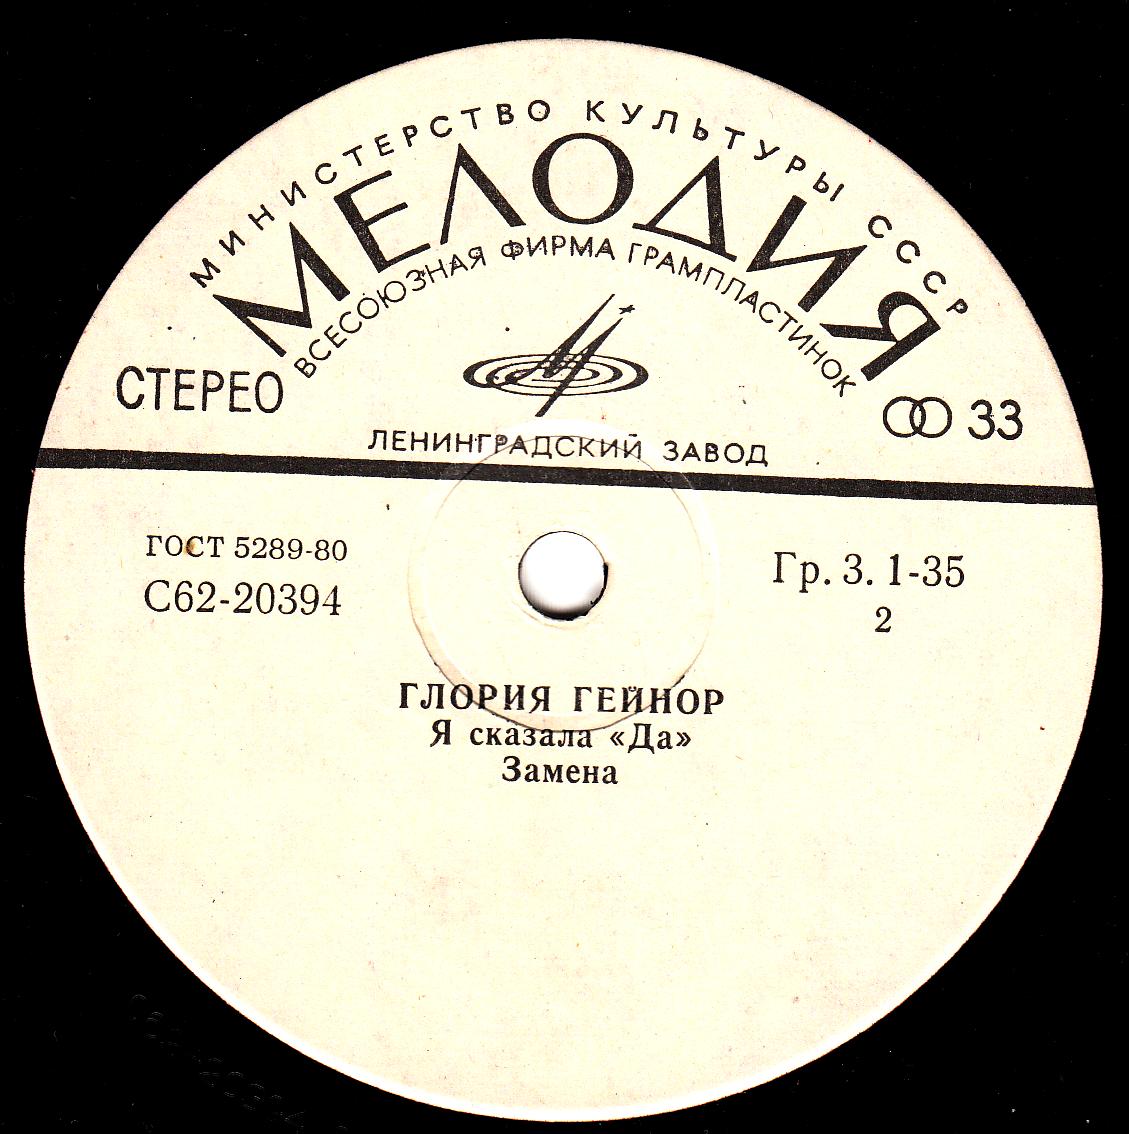 МИНИСТЕРСТВО КУЛЬТУРЫ СССР
МЕЛОДИЯ
ВСЕСОЮЗНАЯ ФИРМА ГРАМПЛАСТИНОК
СТЕРЕО
33
ЛЕНИНГРАДСКИЙ ЗАВОД
ГОСТ 5289-80
С62-20394
Гр. 3. 1-35
2
ГЛОРИЯ ГЕЙНОР
Я сказала «Да»
Замена